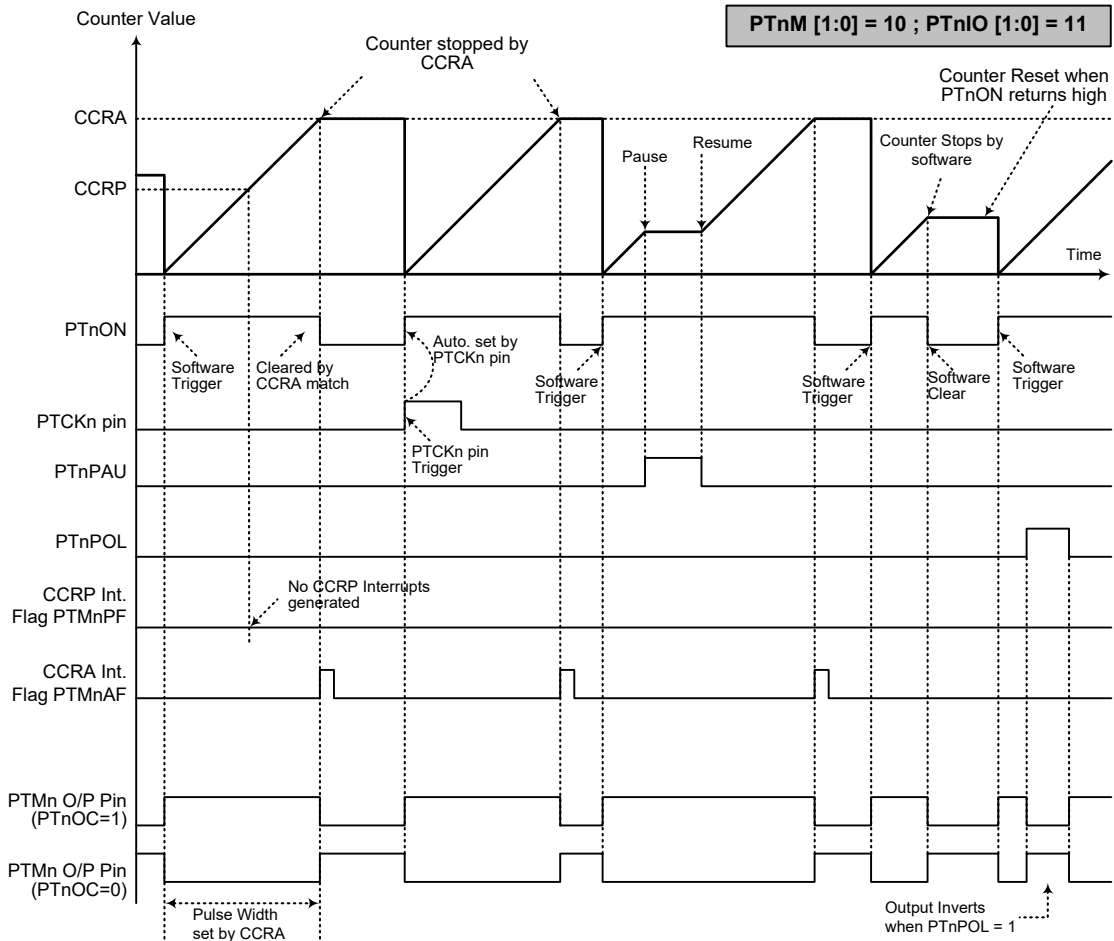 Counter Value
PTnM [1:0] = 10 ; PTnIO [1:0] = 11
Counter stopped by
CCRA
Counter Reset when
PTnON returns high
CCRA
Pause
Resume
Counter Stops by
software
CCRP
Time
PTnON
Software
Trigger
Cleared by
CCRA match
Auto. set by
PTCKn pin
Software
Trigger
Software
Trigger
Software
Clear
Software
Trigger
PTCKn pin
PTCKn pin
Trigger
PTnPAU
PTnPOL
CCRP Int.
Flag PTMnPF
No CCRP Interrupts
generated
CCRA Int.
Flag PTMnAF
PTMn O/P Pin
(PTnOC=1)
PTMn O/P Pin
(PTnOC=0)
Pulse Width
set by CCRA
Output Inverts
when PTnPOL = 1